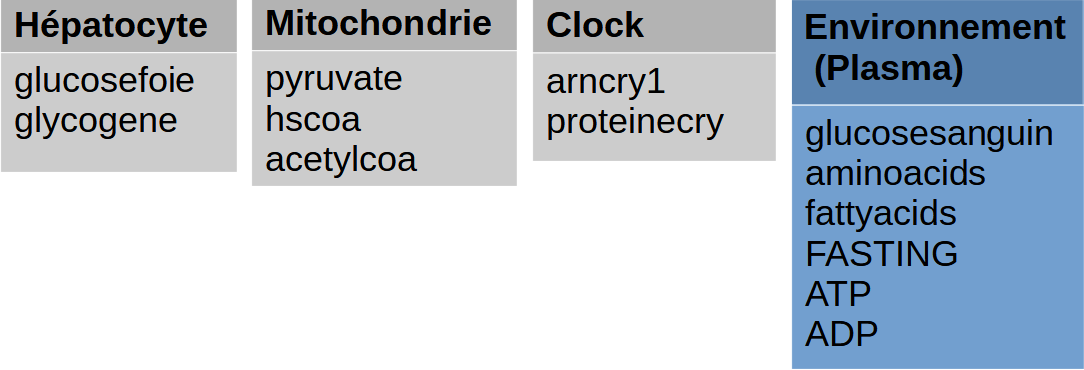 Hépatocyte
glucosefoie
glycogene
Mitochondrie
pyruvate
hscoa
acetylcoa
Clock
arncry1
proteinecry
Environnement
(Plasma)
glucosesanguin
aminoacids
fattyacids
FASTING
ATP
ADP